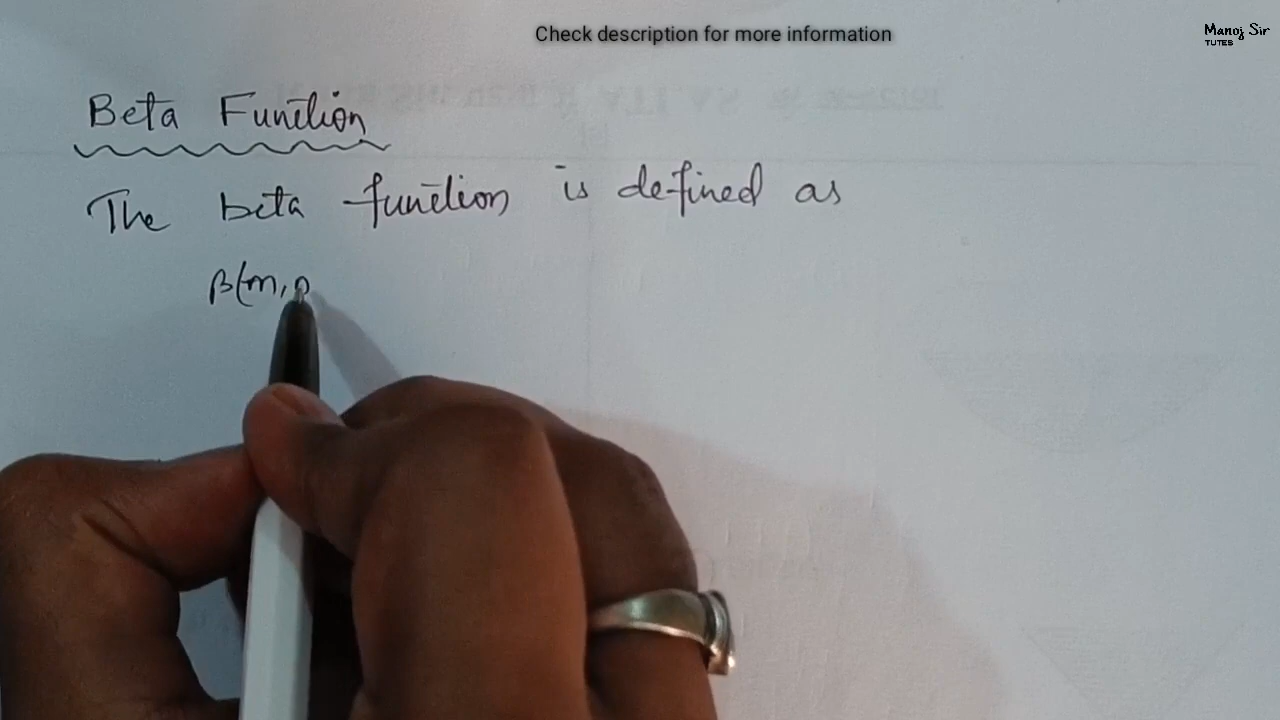 Check description for more information
Manoj Sir
TUTES
Beta Function
The beta function is defined as
β(m,n